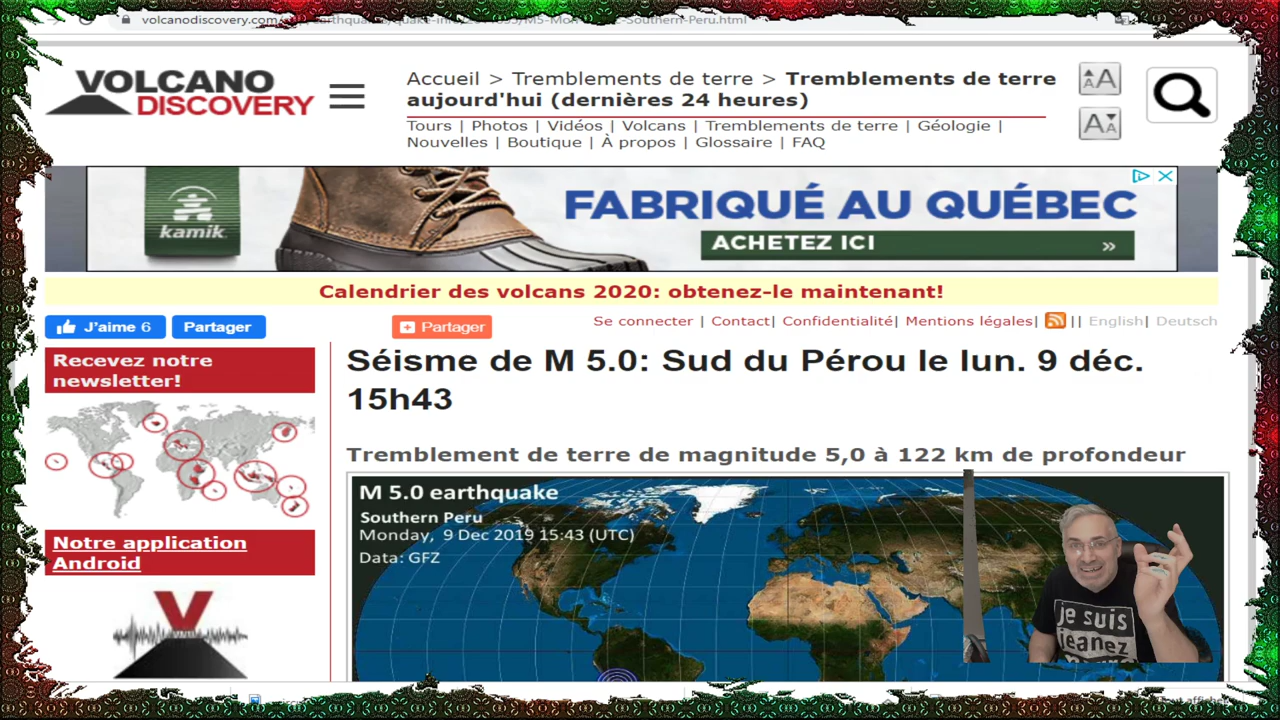 volcanodiscovery.com
VOLCANO
DISCOVERY
Accueil > Tremblements de terre > Tremblements de terre
aujourd'hui (dernières 24 heures)
Tours | Photos | Vidéos | Volcans | Tremblements de terre | Géologie |
Nouvelles | Boutique | À propos | Glossaire | FAQ
AA
AA
kamik
FABRIQUÉ AU QUÉBEC
ACHETEZ ICI »
Calendrier des volcans 2020: obtenez-le maintenant!
J'aime 6 Partager Partager
Se connecter | Contact| Confidentialité| Mentions légales| || English| Deutsch
Recevez notre
newsletter!
Séisme de M 5.0: Sud du Pérou le lun. 9 déc.
15h43
Tremblement de terre de magnitude 5,0 à 122 km de profondeur
M 5.0 earthquake
Southern Peru
Monday, 9 Dec 2019 15:43 (UTC)
Data: GFZ
Notre application
Android
je suis
jeanez